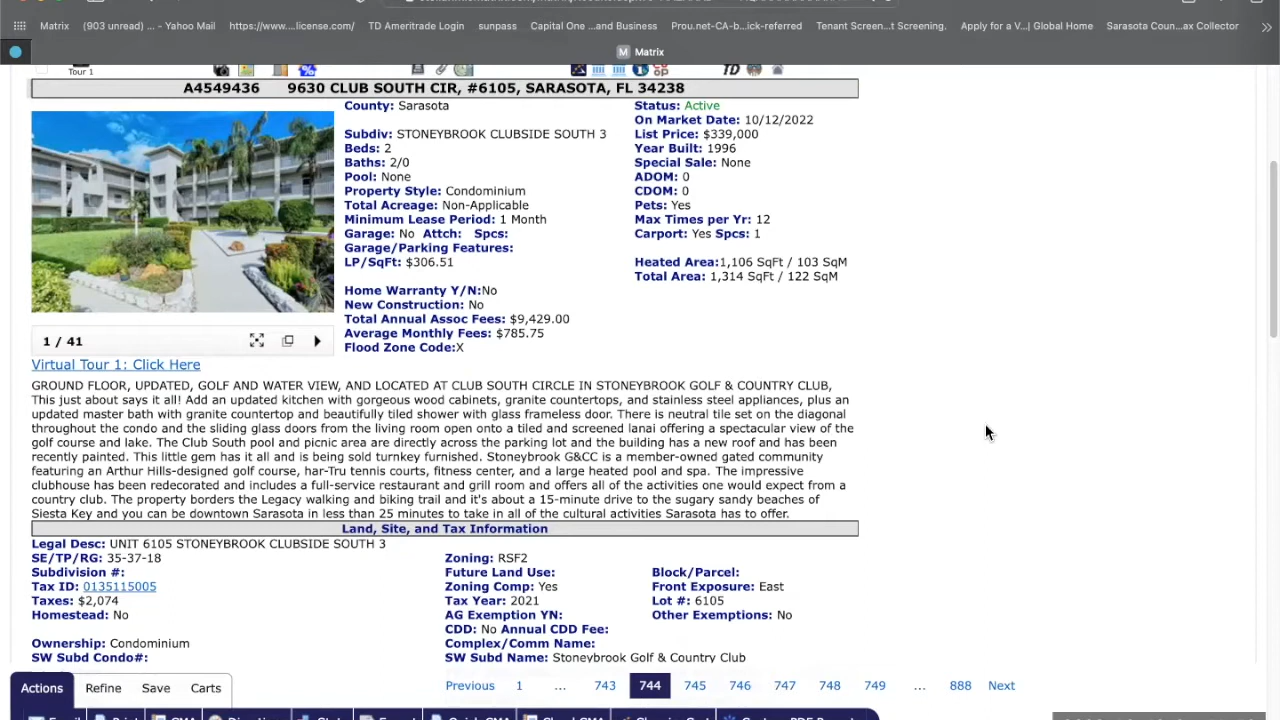 Matrix (903 unread) ... - Yahoo Mail https://www....license.com/ TD Ameritrade Login sunpass Capital One ...and Business Prou.net-CA-b...ick-referred Tenant Screen...t Screening. Apply for a V...| Global Home Sarasota Coun...ax Collector
Matrix
Tour 1 TD
A4549436 9630 CLUB SOUTH CIR, #6105, SARASOTA, FL 34238
County: Sarasota Status: Active
On Market Date: 10/12/2022
Subdiv: STONEYBROOK CLUBSIDE SOUTH 3 List Price: $339,000
Beds: 2 Year Built: 1996
Baths: 2/0 Special Sale: None
Pool: None ADOM: 0
Property Style: Condominium CDOM: 0
Total Acreage: Non-Applicable Pets: Yes
Minimum Lease Period: 1 Month Max Times per Yr: 12
Garage: No Attch: Spcs: Carport: Yes Spcs: 1
Garage/Parking Features:
LP/SqFt: $306.51 Heated Area:1,106 SqFt / 103 SqM
Total Area: 1,314 SqFt / 122 SqM
Home Warranty Y/N:No
New Construction: No
Total Annual Assoc Fees: $9,429.00
Average Monthly Fees: $785.75
1 / 41 Flood Zone Code:X
Virtual Tour 1: Click Here
GROUND FLOOR, UPDATED, GOLF AND WATER VIEW, AND LOCATED AT CLUB SOUTH CIRCLE IN STONEYBROOK GOLF & COUNTRY CLUB,
This just about says it all! Add an updated kitchen with gorgeous wood cabinets, granite countertops, and stainless steel appliances, plus an
updated master bath with granite countertop and beautifully tiled shower with glass frameless door. There is neutral tile set on the diagonal
throughout the condo and the sliding glass doors from the living room open onto a tiled and screened lanai offering a spectacular view of the
golf course and lake. The Club South pool and picnic area are directly across the parking lot and the building has a new roof and has been
recently painted. This little gem has it all and is being sold turnkey furnished. Stoneybrook G&CC is a member-owned gated community
featuring an Arthur Hills-designed golf course, har-Tru tennis courts, fitness center, and a large heated pool and spa. The impressive
clubhouse has been redecorated and includes a full-service restaurant and grill room and offers all of the activities one would expect from a
country club. The property borders the Legacy walking and biking trail and it's about a 15-minute drive to the sugary sandy beaches of
Siesta Key and you can be downtown Sarasota in less than 25 minutes to take in all of the cultural activities Sarasota has to offer.
Land, Site, and Tax Information
Legal Desc: UNIT 6105 STONEYBROOK CLUBSIDE SOUTH 3
SE/TP/RG: 35-37-18 Zoning: RSF2
Subdivision #: Future Land Use: Block/Parcel:
Tax ID: 0135115005 Zoning Comp: Yes Front Exposure: East
Taxes: $2,074 Tax Year: 2021 Lot #: 6105
Homestead: No AG Exemption YN: Other Exemptions: No
CDD: No Annual CDD Fee:
Ownership: Condominium Complex/Comm Name:
SW Subd Condo#: SW Subd Name: Stoneybrook Golf & Country Club
Actions Refine Save Carts Previous 1 ... 743 744 745 746 747 748 749 ... 888 Next